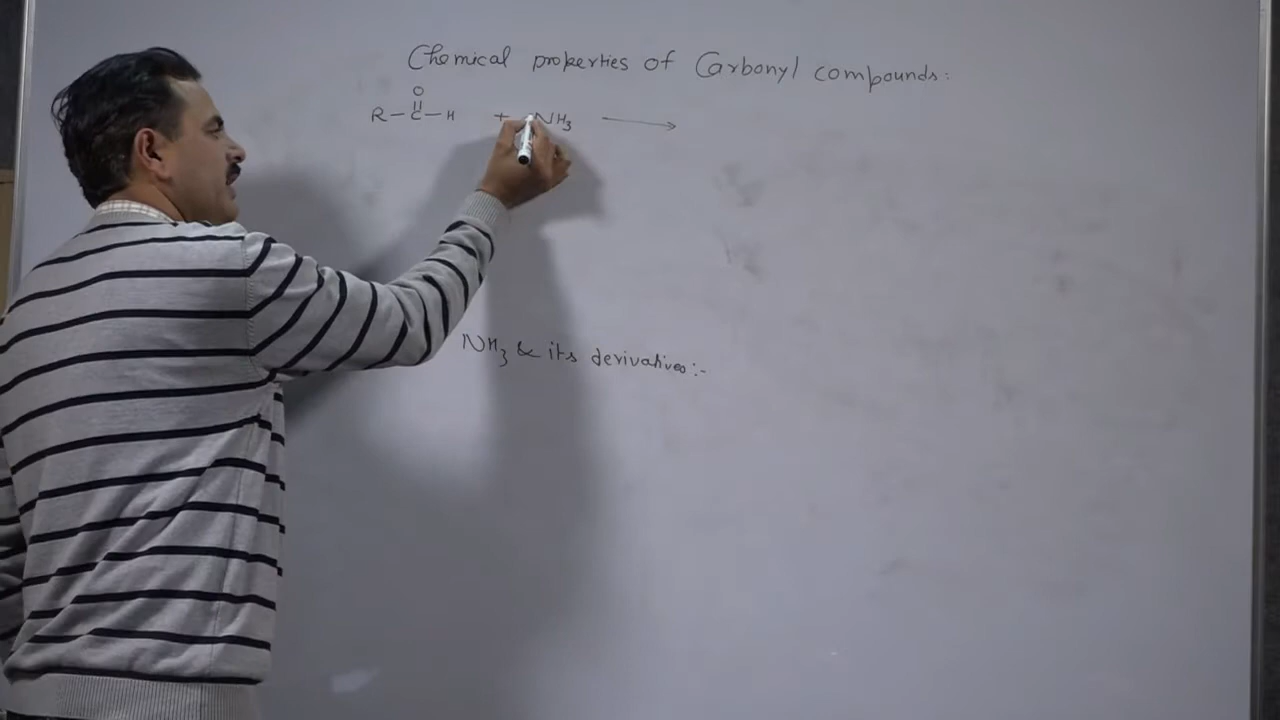 Chemical properties of Carbonyl compounds:
O
||
R — C — H + NH3 ⟶
NH3 & its derivatives:-